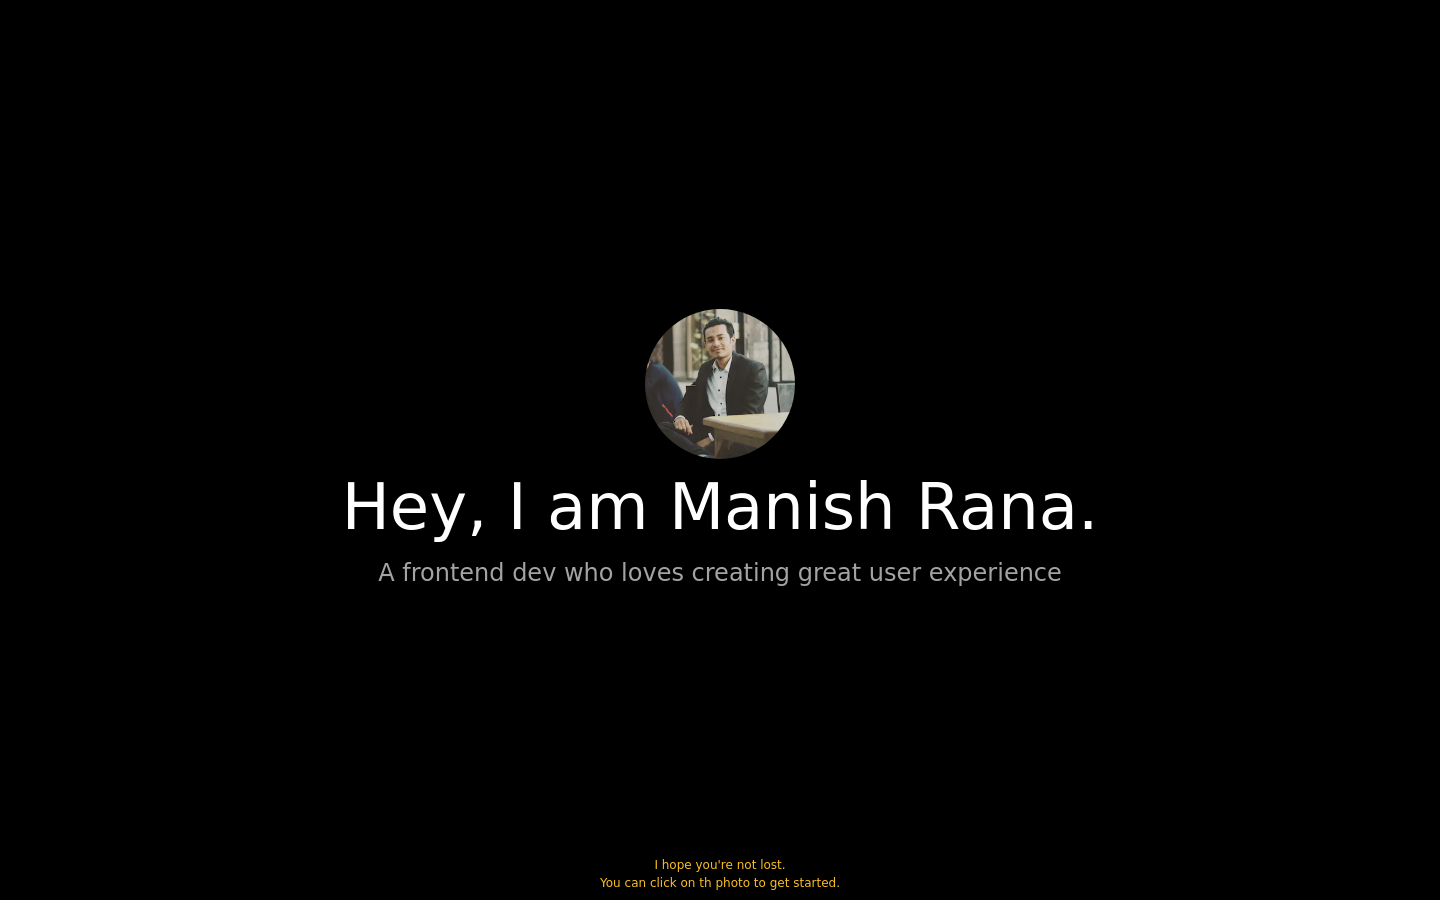 Hey, I am Manish Rana.
A frontend dev who loves creating great user experience
I hope you're not lost.
You can click on th photo to get started.